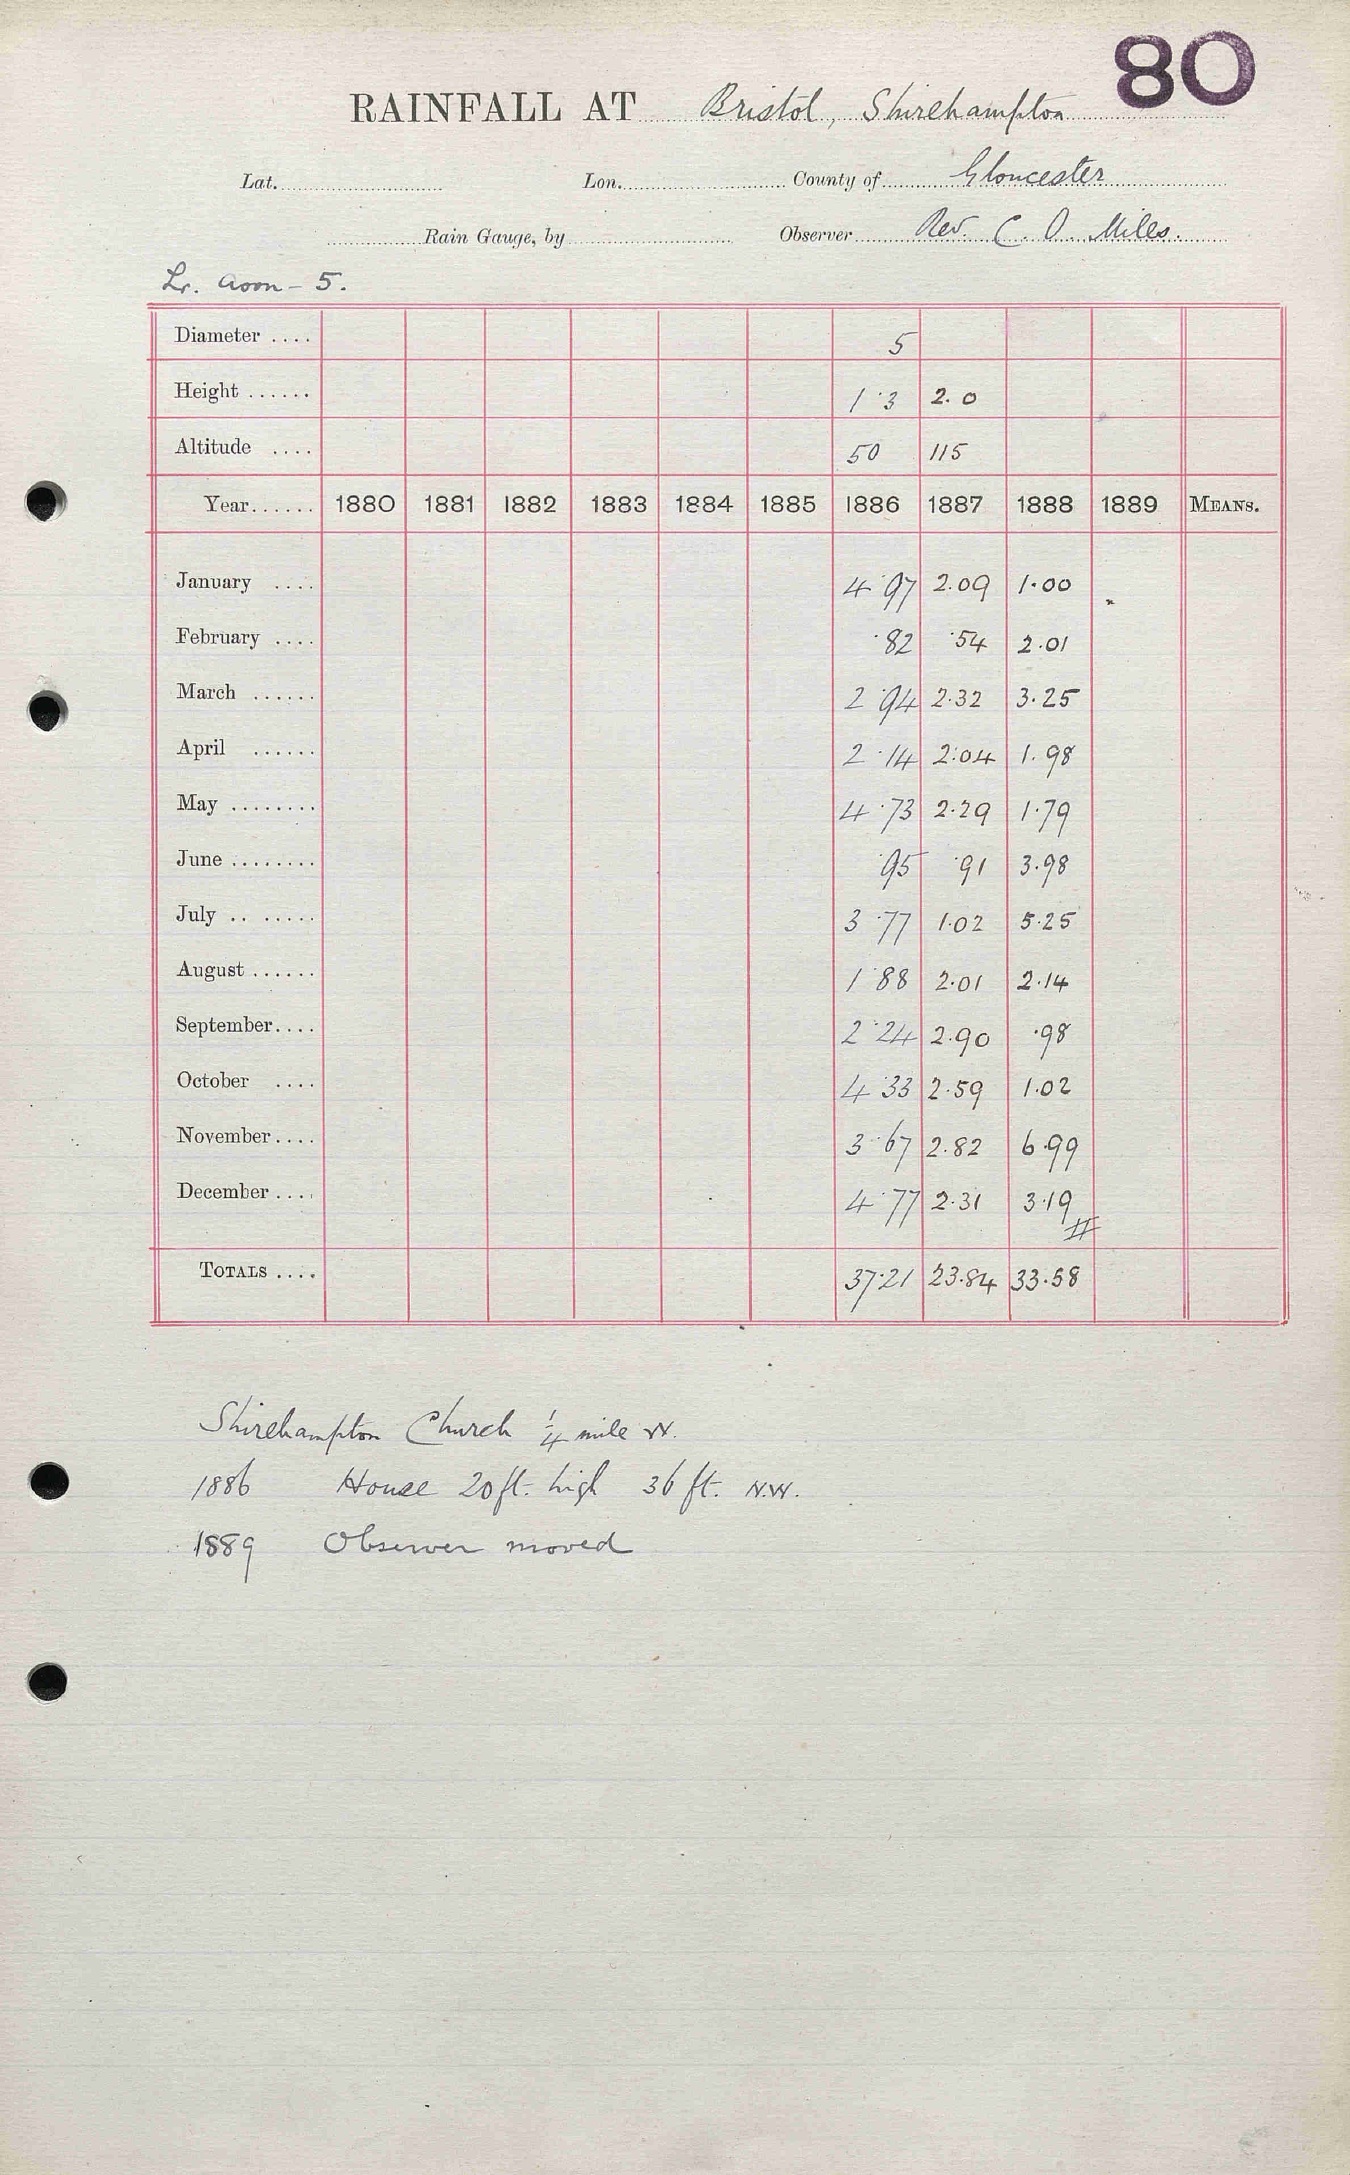 80
RAINFALL AT Bristol, Shirehampton
Lat. Lon. County of Gloucester
Rain Gauge, by Observer Rev. C. O. Miles.
Lr. Avon - 5.
Diameter .... 5
Height ...... 1·3 2·0
Altitude .... 50 115
Year...... 1880 1881 1882 1883 1884 1885 1886 1887 1888 1889 MEANS.
January .... 4·97 2.09 1·00
February .... ·82 ·54 2·01
March ...... 2·94 2·32 3·25
April ...... 2·14 2·04 1·98
May ........ 4·73 2·29 1·79
June ........ ·95 ·91 3·98
July .. ..... 3·77 1·02 5·25
August ...... 1·88 2·01 2·14
September.... 2·24 2·90 ·98
October .... 4·33 2·59 1·02
November.... 3·67 2·82 6·99
December .... 4·77 2·31 3·19
TOTALS .... 37·21 23·84 33·58
Shirehampton Church 1/4 mile W.
1886 House 20 ft. high 36 ft. N.W.
1889 Observer moved